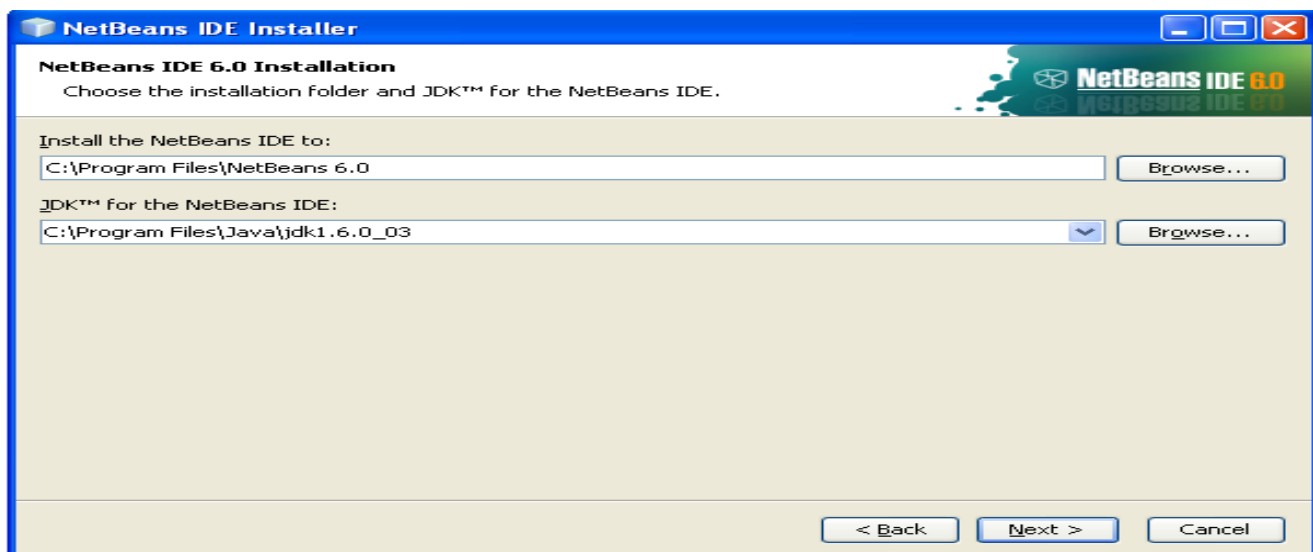 NetBeans IDE Installer
NetBeans IDE 6.0 Installation
Choose the installation folder and JDK™ for the NetBeans IDE.
NetBeans IDE 6.0
Install the NetBeans IDE to:
C:\Program Files\NetBeans 6.0
Browse...
JDK™ for the NetBeans IDE:
C:\Program Files\Java\jdk1.6.0_03
Browse...
< Back
Next >
Cancel